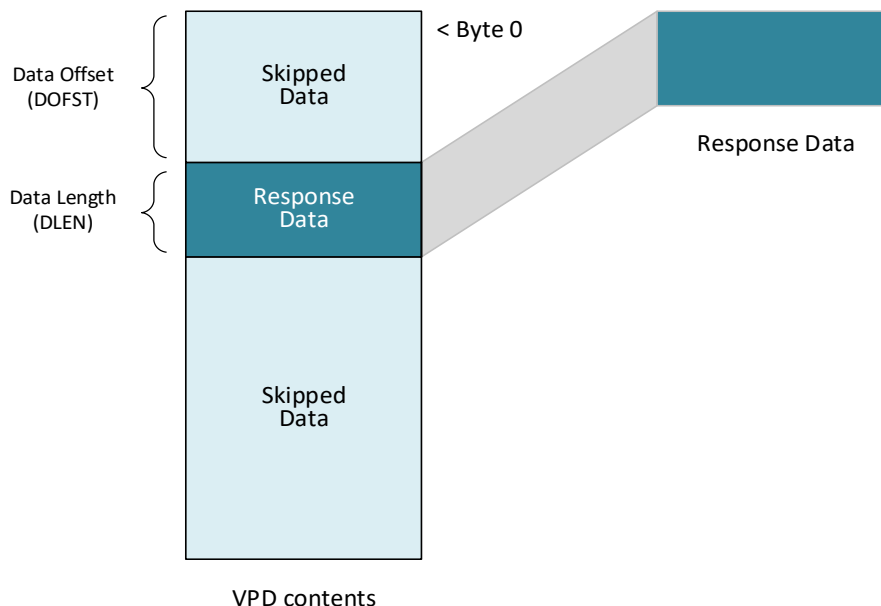 < Byte 0
Data Offset
(DOFST)
Skipped
Data
Response Data
Data Length
(DLEN)
Response
Data
Skipped
Data
VPD contents